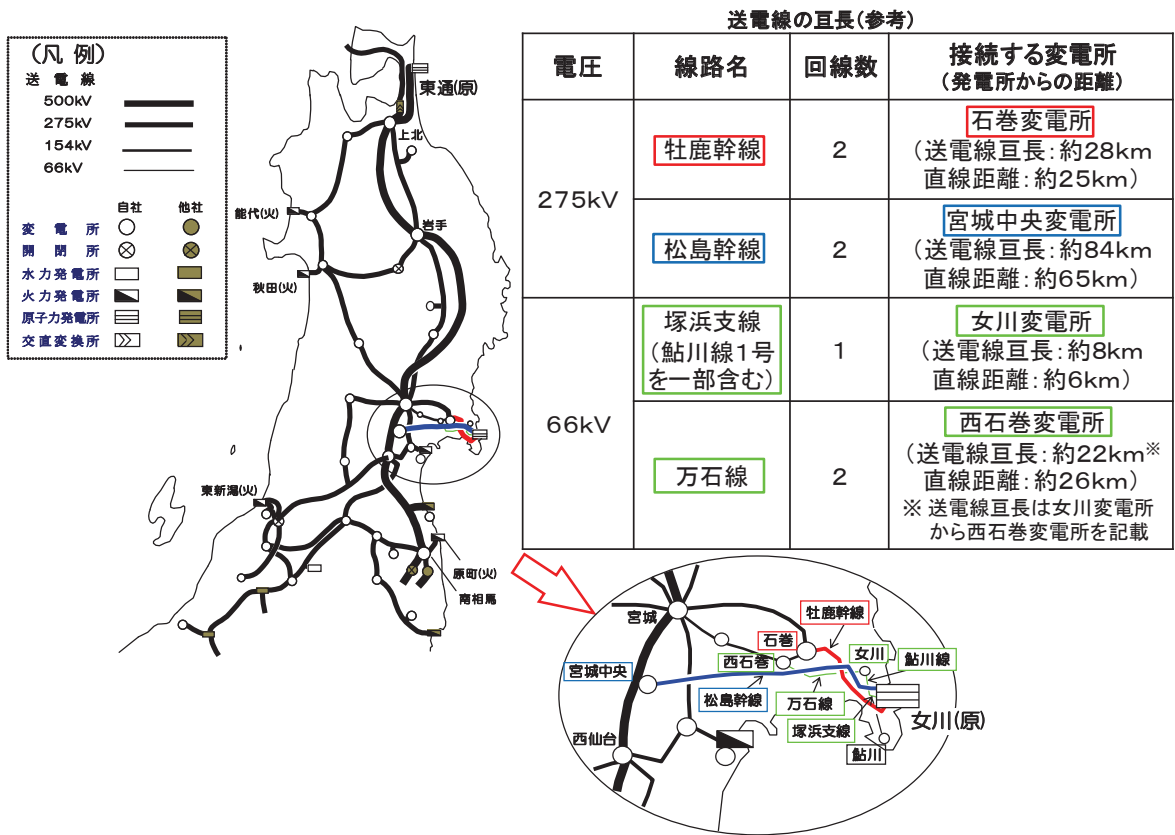 (凡 例)
送 電 線
500kV
275kV
154kV
66kV
自社 他社
変 電 所
開 閉 所
水力発電所
火力発電所
原子力発電所
交直変換所
東通(原)
上北
能代(火)
岩手
秋田(火)
東新潟(火)
原町(火)
南相馬
送電線の亘長(参考)
電圧 線路名 回線数 接続する変電所
(発電所からの距離)
275kV
牡鹿幹線 2 石巻変電所
(送電線亘長:約28km
直線距離:約25km)
松島幹線 2 宮城中央変電所
(送電線亘長:約84km
直線距離:約65km)
66kV
塚浜支線
(鮎川線1号
を一部含む)
1
女川変電所
(送電線亘長:約8km
直線距離:約6km)
万石線 2 西石巻変電所
(送電線亘長:約22km※
直線距離:約26km)
※ 送電線亘長は女川変電所
から西石巻変電所を記載
宮城
牡鹿幹線
石巻
西石巻
女川
鮎川線
宮城中央
松島幹線
万石線
塚浜支線
女川(原)
西仙台
鮎川